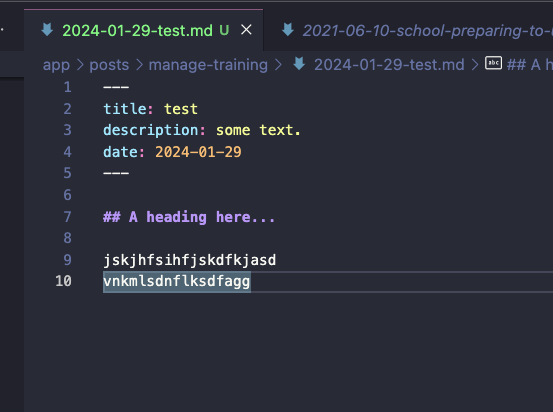 2024-01-29-test.md U
2021-06-10-school-preparing-to-
app > posts > manage-training > 2024-01-29-test.md > abc ## A h
1 ---
2 title: test
3 description: some text.
4 date: 2024-01-29
5 ---
6
7 ## A heading here...
8
9 jskjhfsihfjskdfkjasd
10 vnkmlsdnflksdfagg